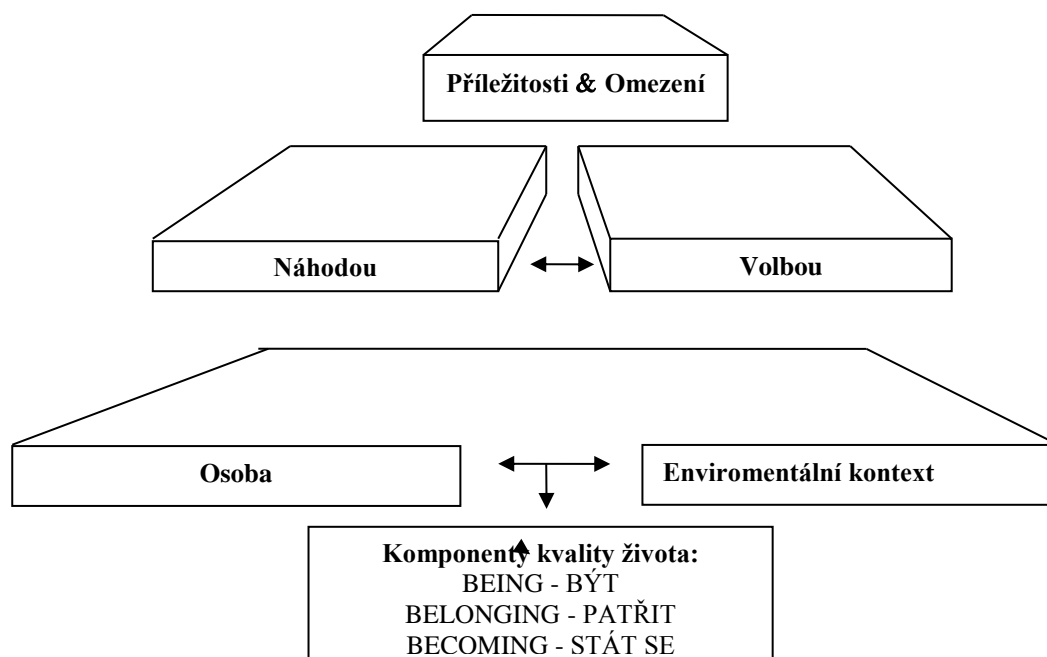 Příležitosti & Omezení
Náhodou
Volbou
Osoba
Enviromentální kontext
Komponenty kvality života:
BEING - BÝT
BELONGING - PATŘIT
BECOMING - STÁT SE